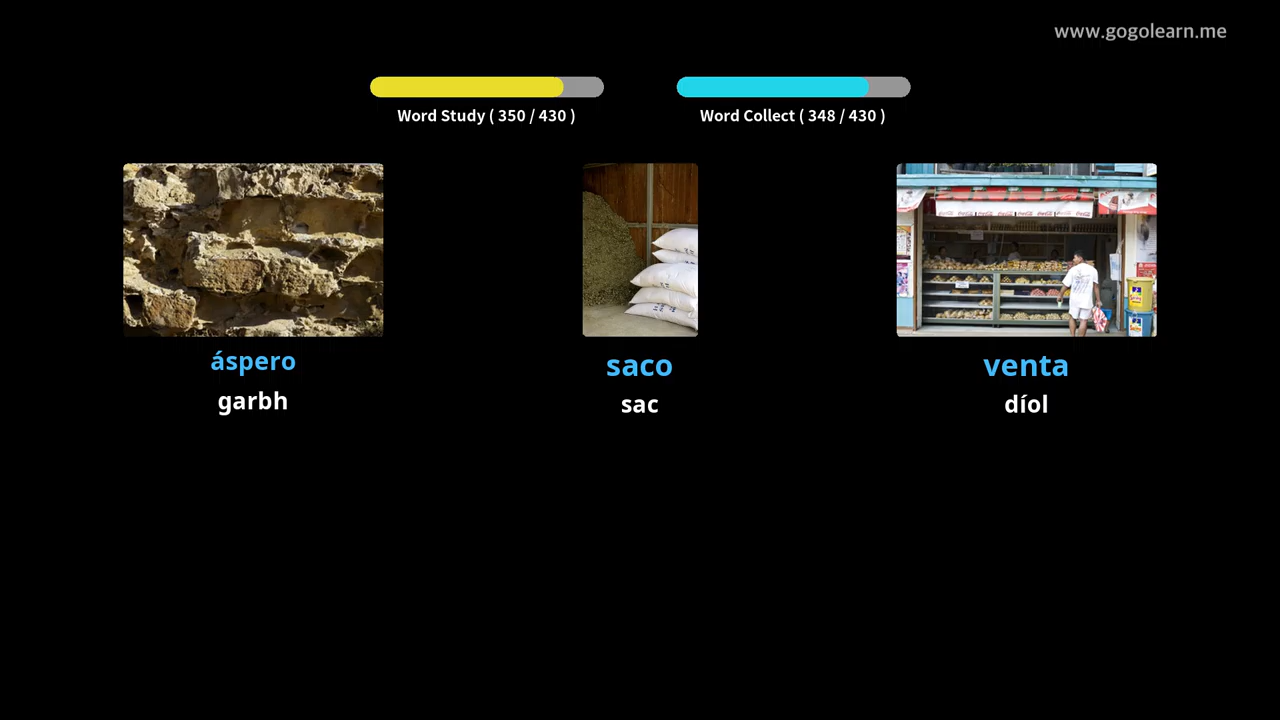 www.gogolearn.me
Word Study ( 350 / 430 )
Word Collect ( 348 / 430 )
áspero
saco
venta
garbh
sac
díol